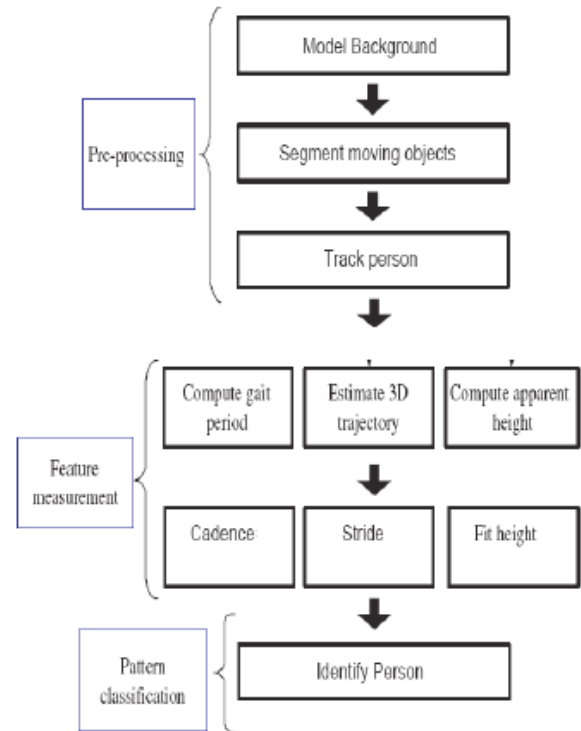 Model Background
Pre-processing
Segment moving objects
Track person
Compute gait
period
Estimate 3D
trajectory
Compute apparent
height
Feature
measurement
Cadence
Stride
Fit height
Pattern
classification
Identify Person